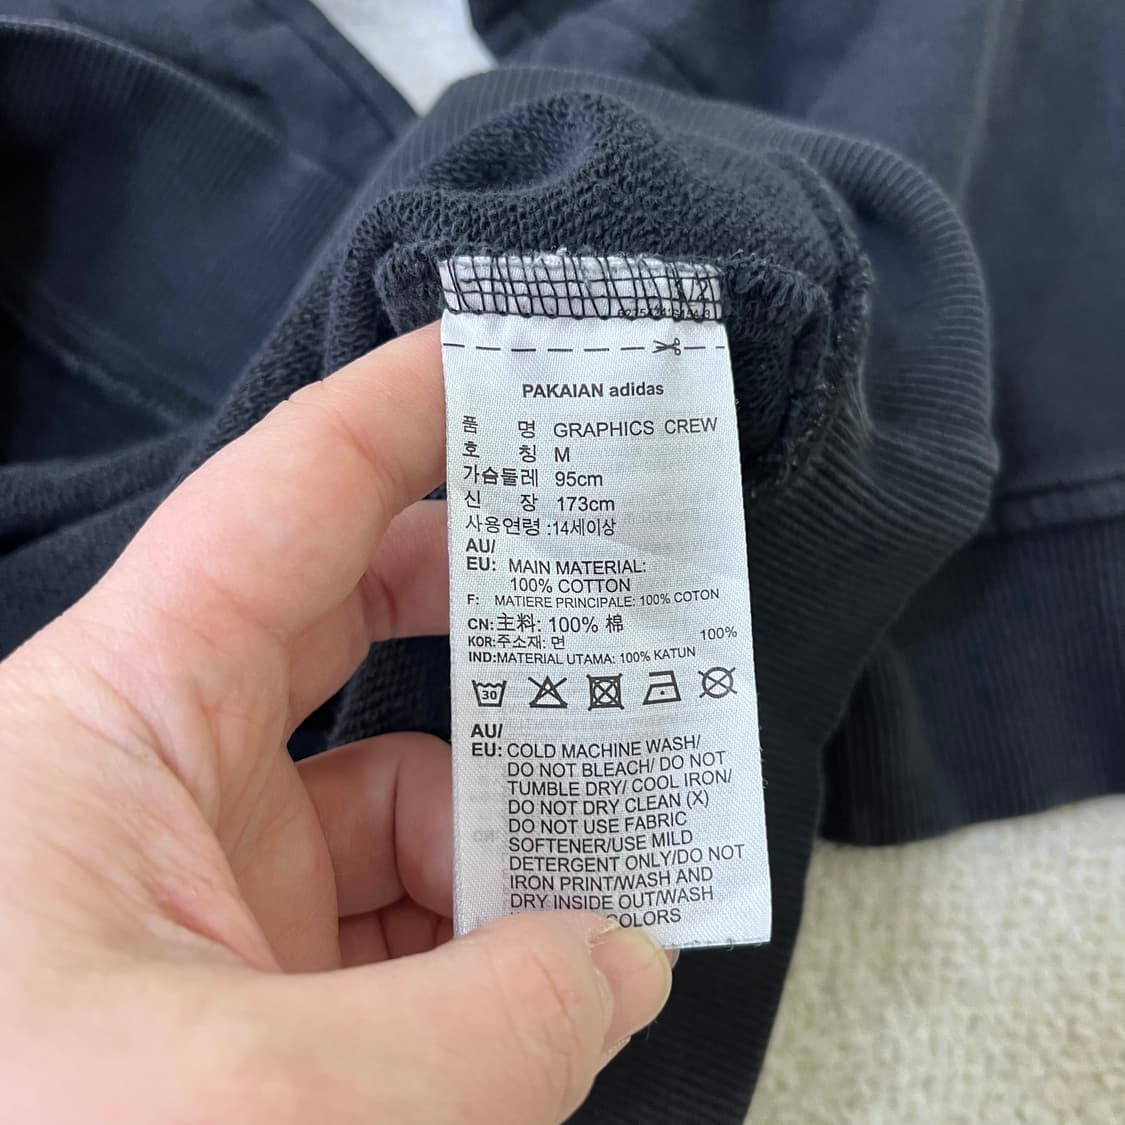 PAKAIAN adidas
품 명 GRAPHICS CREW
호 칭 M
가슴둘레 95cm
신 장 173cm
사용연령 :14세이상
AU/
EU: MAIN MATERIAL:
100% COTTON
F: MATIERE PRINCIPALE: 100% COTON
CN: 主料: 100% 棉
KOR:주소재: 면 100%
IND:MATERIAL UTAMA: 100% KATUN
30
AU/
EU: COLD MACHINE WASH/
DO NOT BLEACH/ DO NOT
TUMBLE DRY/ COOL IRON/
DO NOT DRY CLEAN (X)
DO NOT USE FABRIC
SOFTENER/USE MILD
DETERGENT ONLY/DO NOT
IRON PRINT/WASH AND
DRY INSIDE OUT/WASH
COLORS